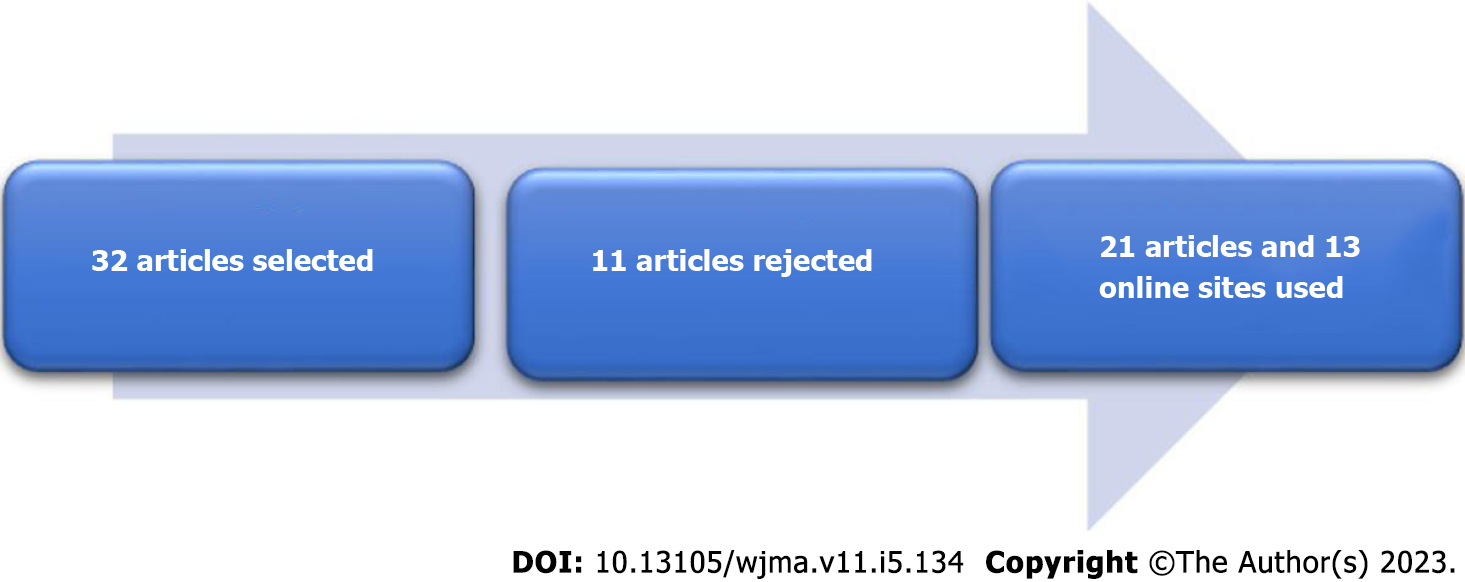 32 articles selected
11 articles rejected
21 articles and 13
online sites used
DOI: 10.13105/wjma.v11.i5.134 Copyright ©The Author(s) 2023.